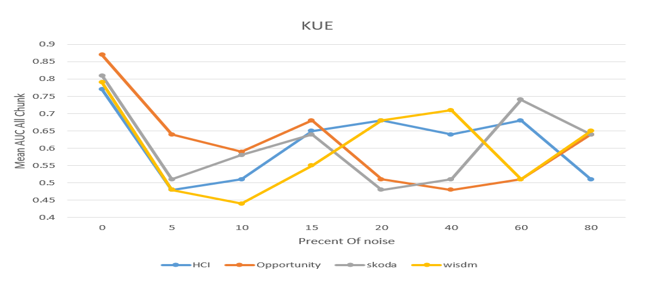 KUE
Mean AUC All Chunk
0.9
0.85
0.8
0.75
0.7
0.65
0.6
0.55
0.5
0.45
0.4
0 5 10 15 20 40 60 80
Precent Of noise
HCI Opportunity skoda wisdm